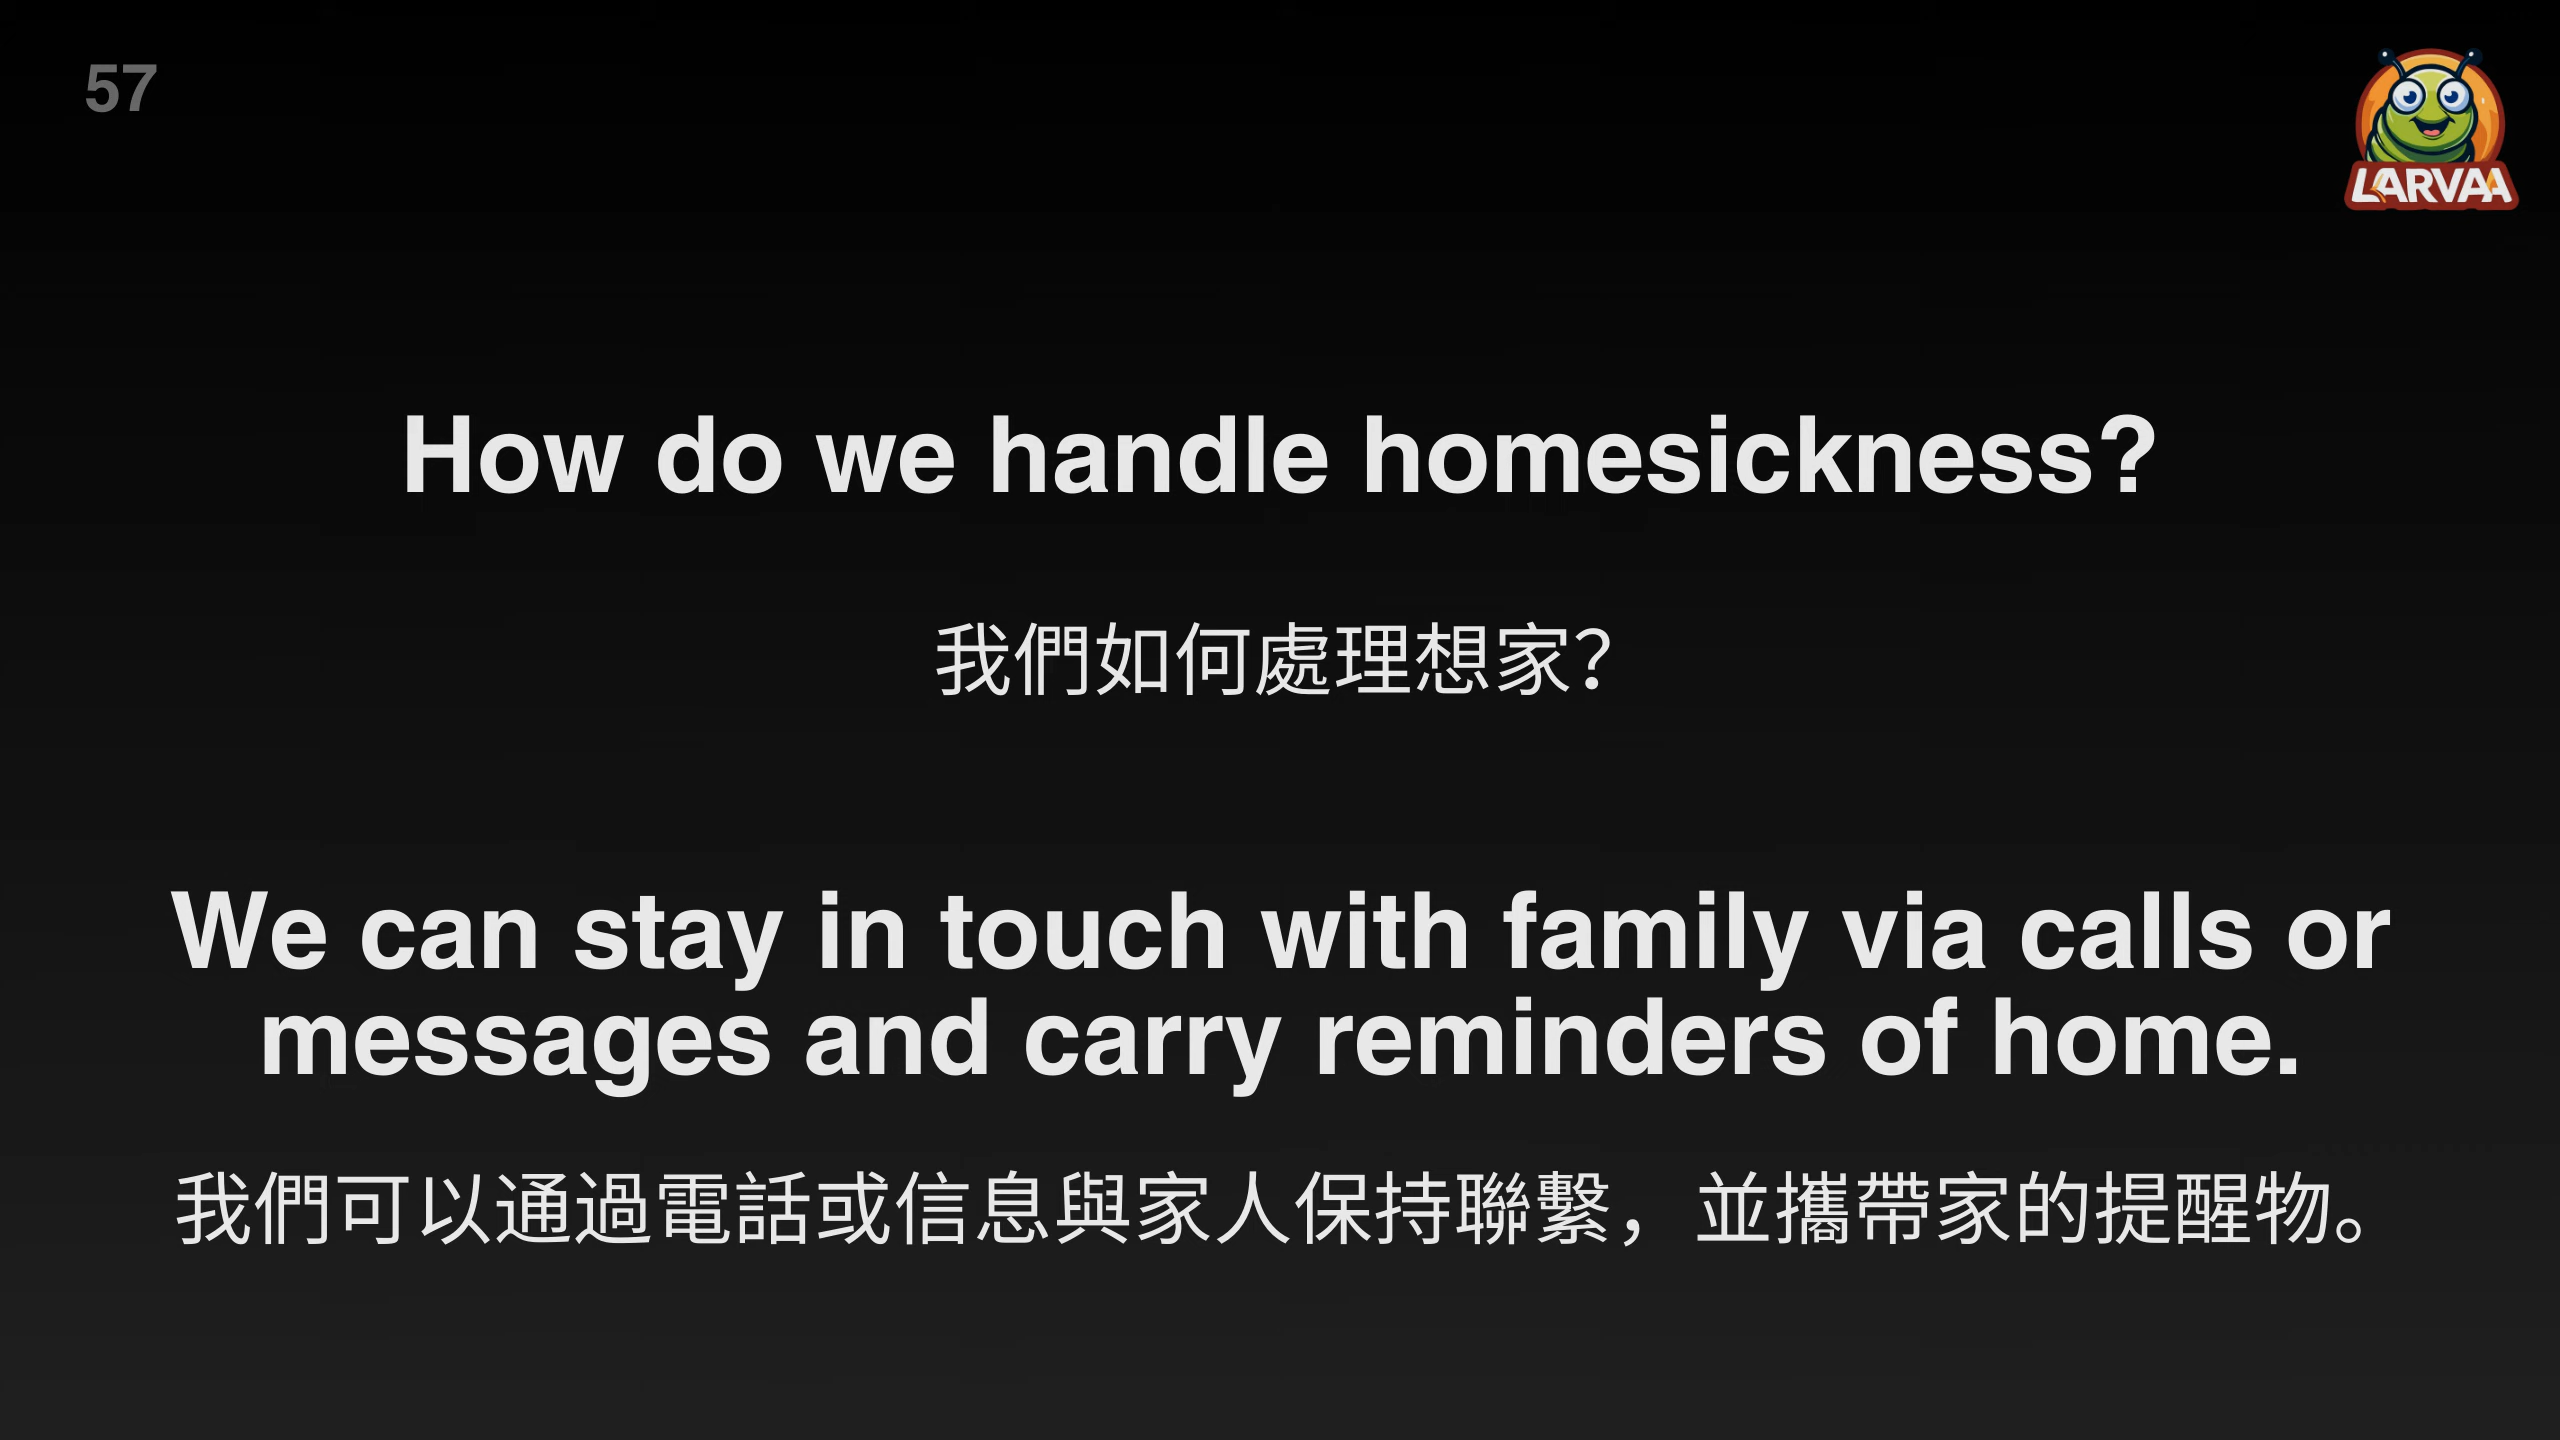 57
LARVAA
How do we handle homesickness?
我們如何處理想家？
We can stay in touch with family via calls or
messages and carry reminders of home.
我們可以通過電話或信息與家人保持聯繫，並攜帶家的提醒物。